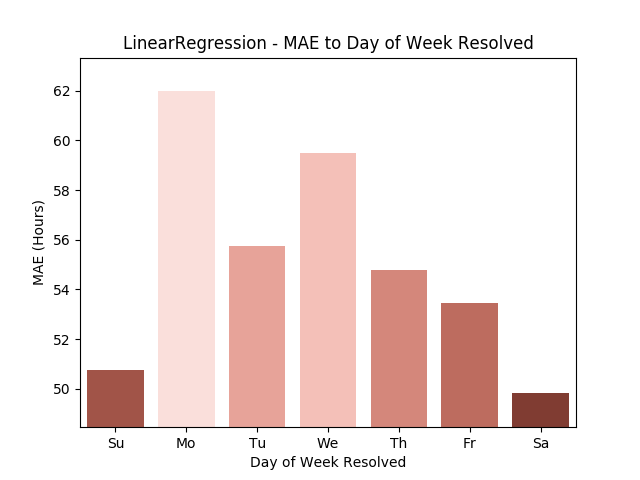 LinearRegression - MAE to Day of Week Resolved
62
60
58
56
54
52
50
MAE (Hours)
Su Mo Tu We Th Fr Sa
Day of Week Resolved